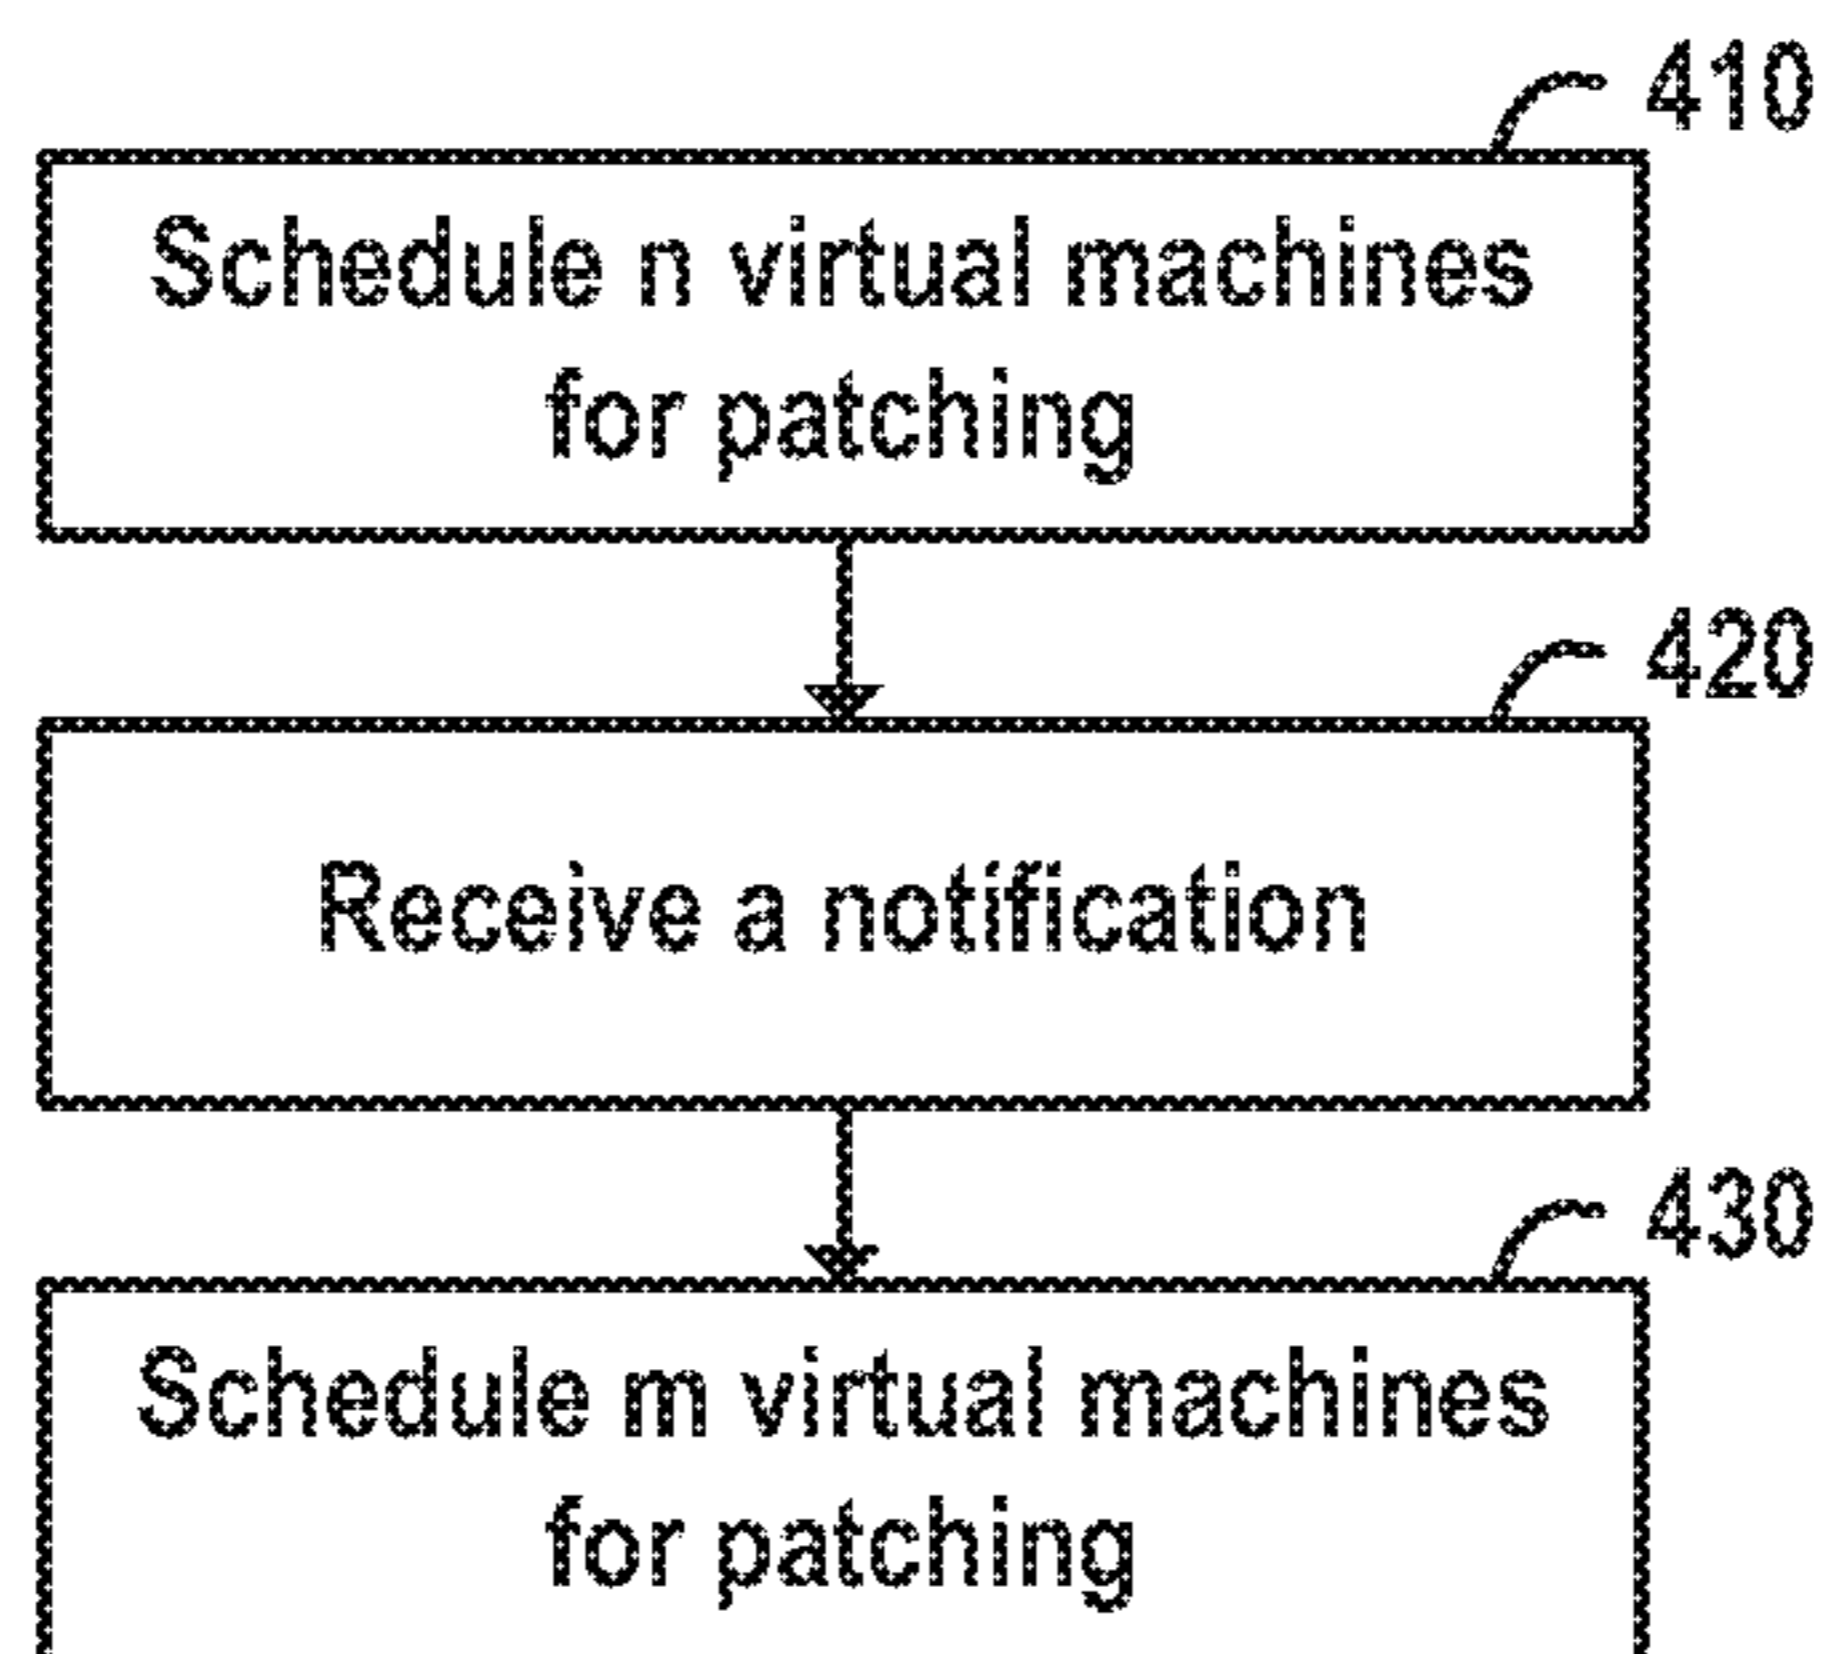 410
Schedule n virtual machines
for patching
420
Receive a notification
430
Schedule m virtual machines
for patching